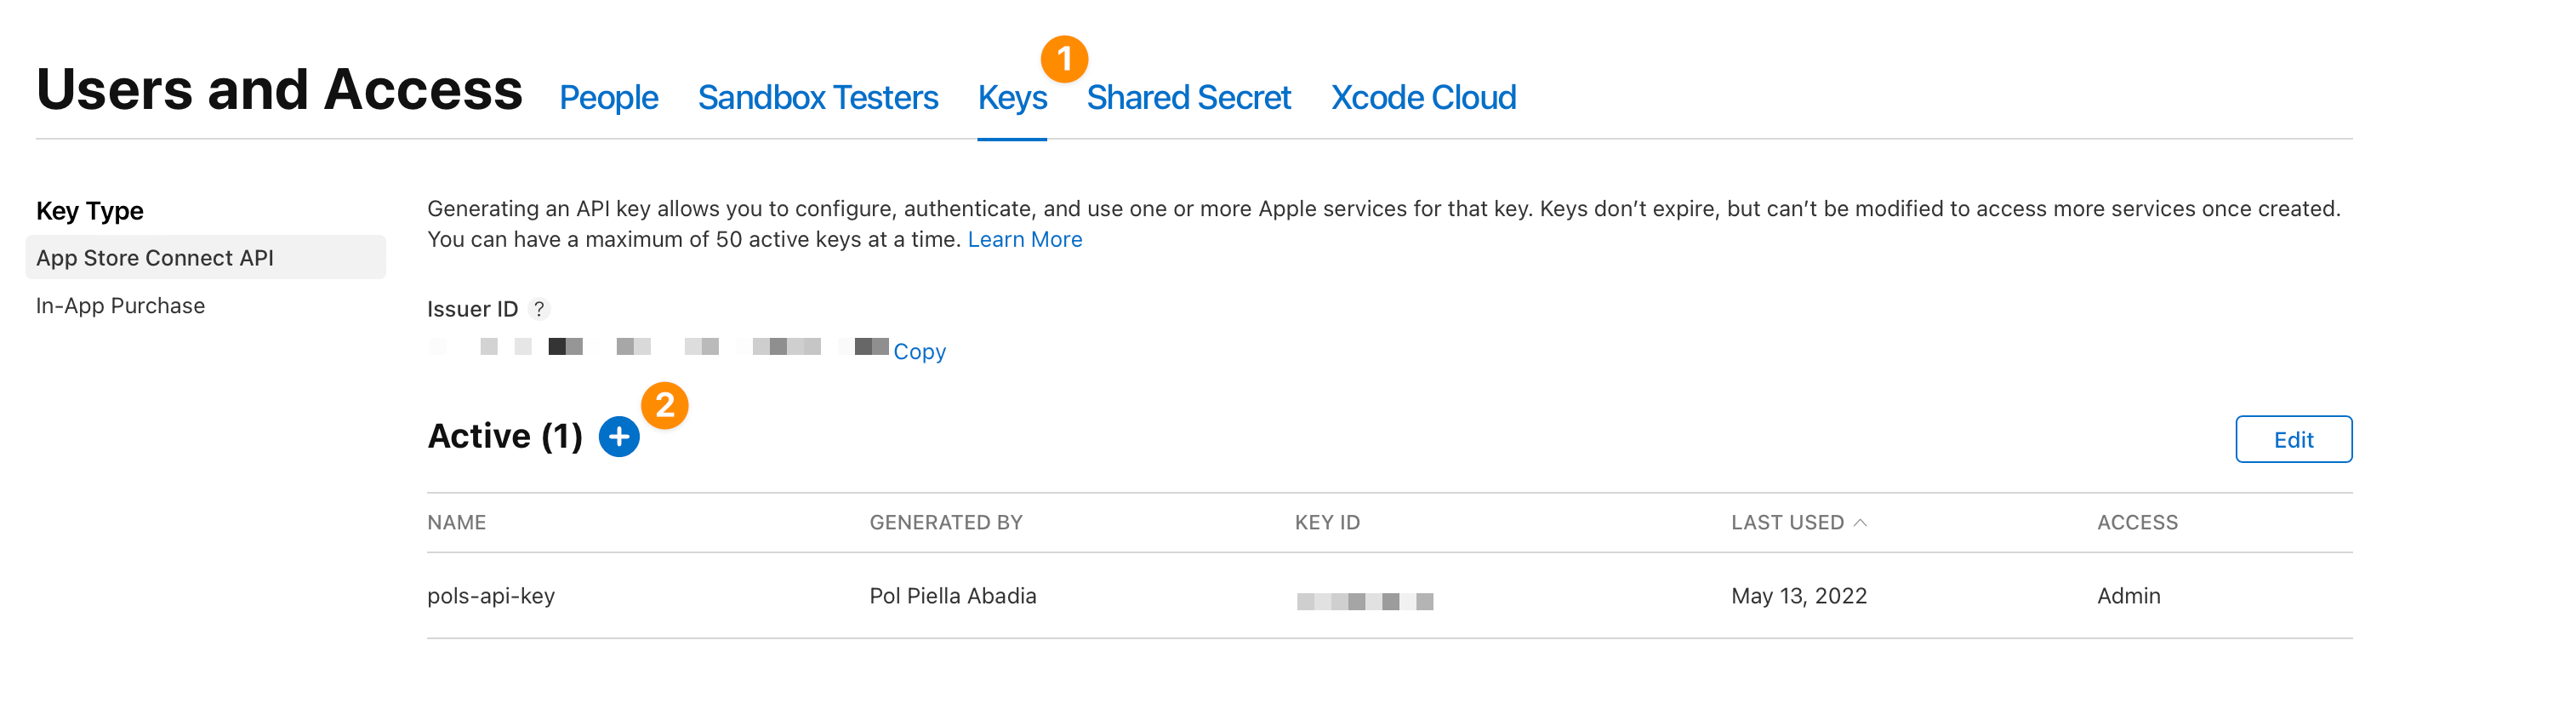 Users and Access People Sandbox Testers Keys 1 Shared Secret Xcode Cloud
Key Type
App Store Connect API
In-App Purchase
Generating an API key allows you to configure, authenticate, and use one or more Apple services for that key. Keys don’t expire, but can’t be modified to access more services once created.
You can have a maximum of 50 active keys at a time. Learn More
Issuer ID ?
Copy
Active (1) + 2
Edit
NAME GENERATED BY KEY ID LAST USED ACCESS
pols-api-key Pol Piella Abadia May 13, 2022 Admin